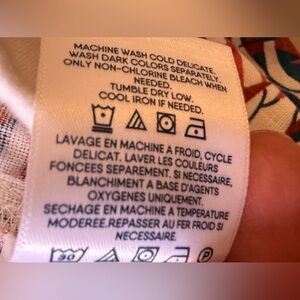 MACHINE WASH COLD DELICATE.
WASH DARK COLORS SEPARATELY.
ONLY NON-CHLORINE BLEACH WHEN
NEEDED.
TUMBLE DRY LOW.
COOL IRON IF NEEDED.
LAVAGE EN MACHINE A FROID, CYCLE
DELICAT. LAVER LES COULEURS
FONCEES SEPAREMENT. SI NECESSAIRE,
BLANCHIMENT A BASE D'AGENTS
OXYGENES UNIQUEMENT.
SECHAGE EN MACHINE A TEMPERATURE
MODEREE.REPASSER AU FER FROID SI
NECESSAIRE.
30
P